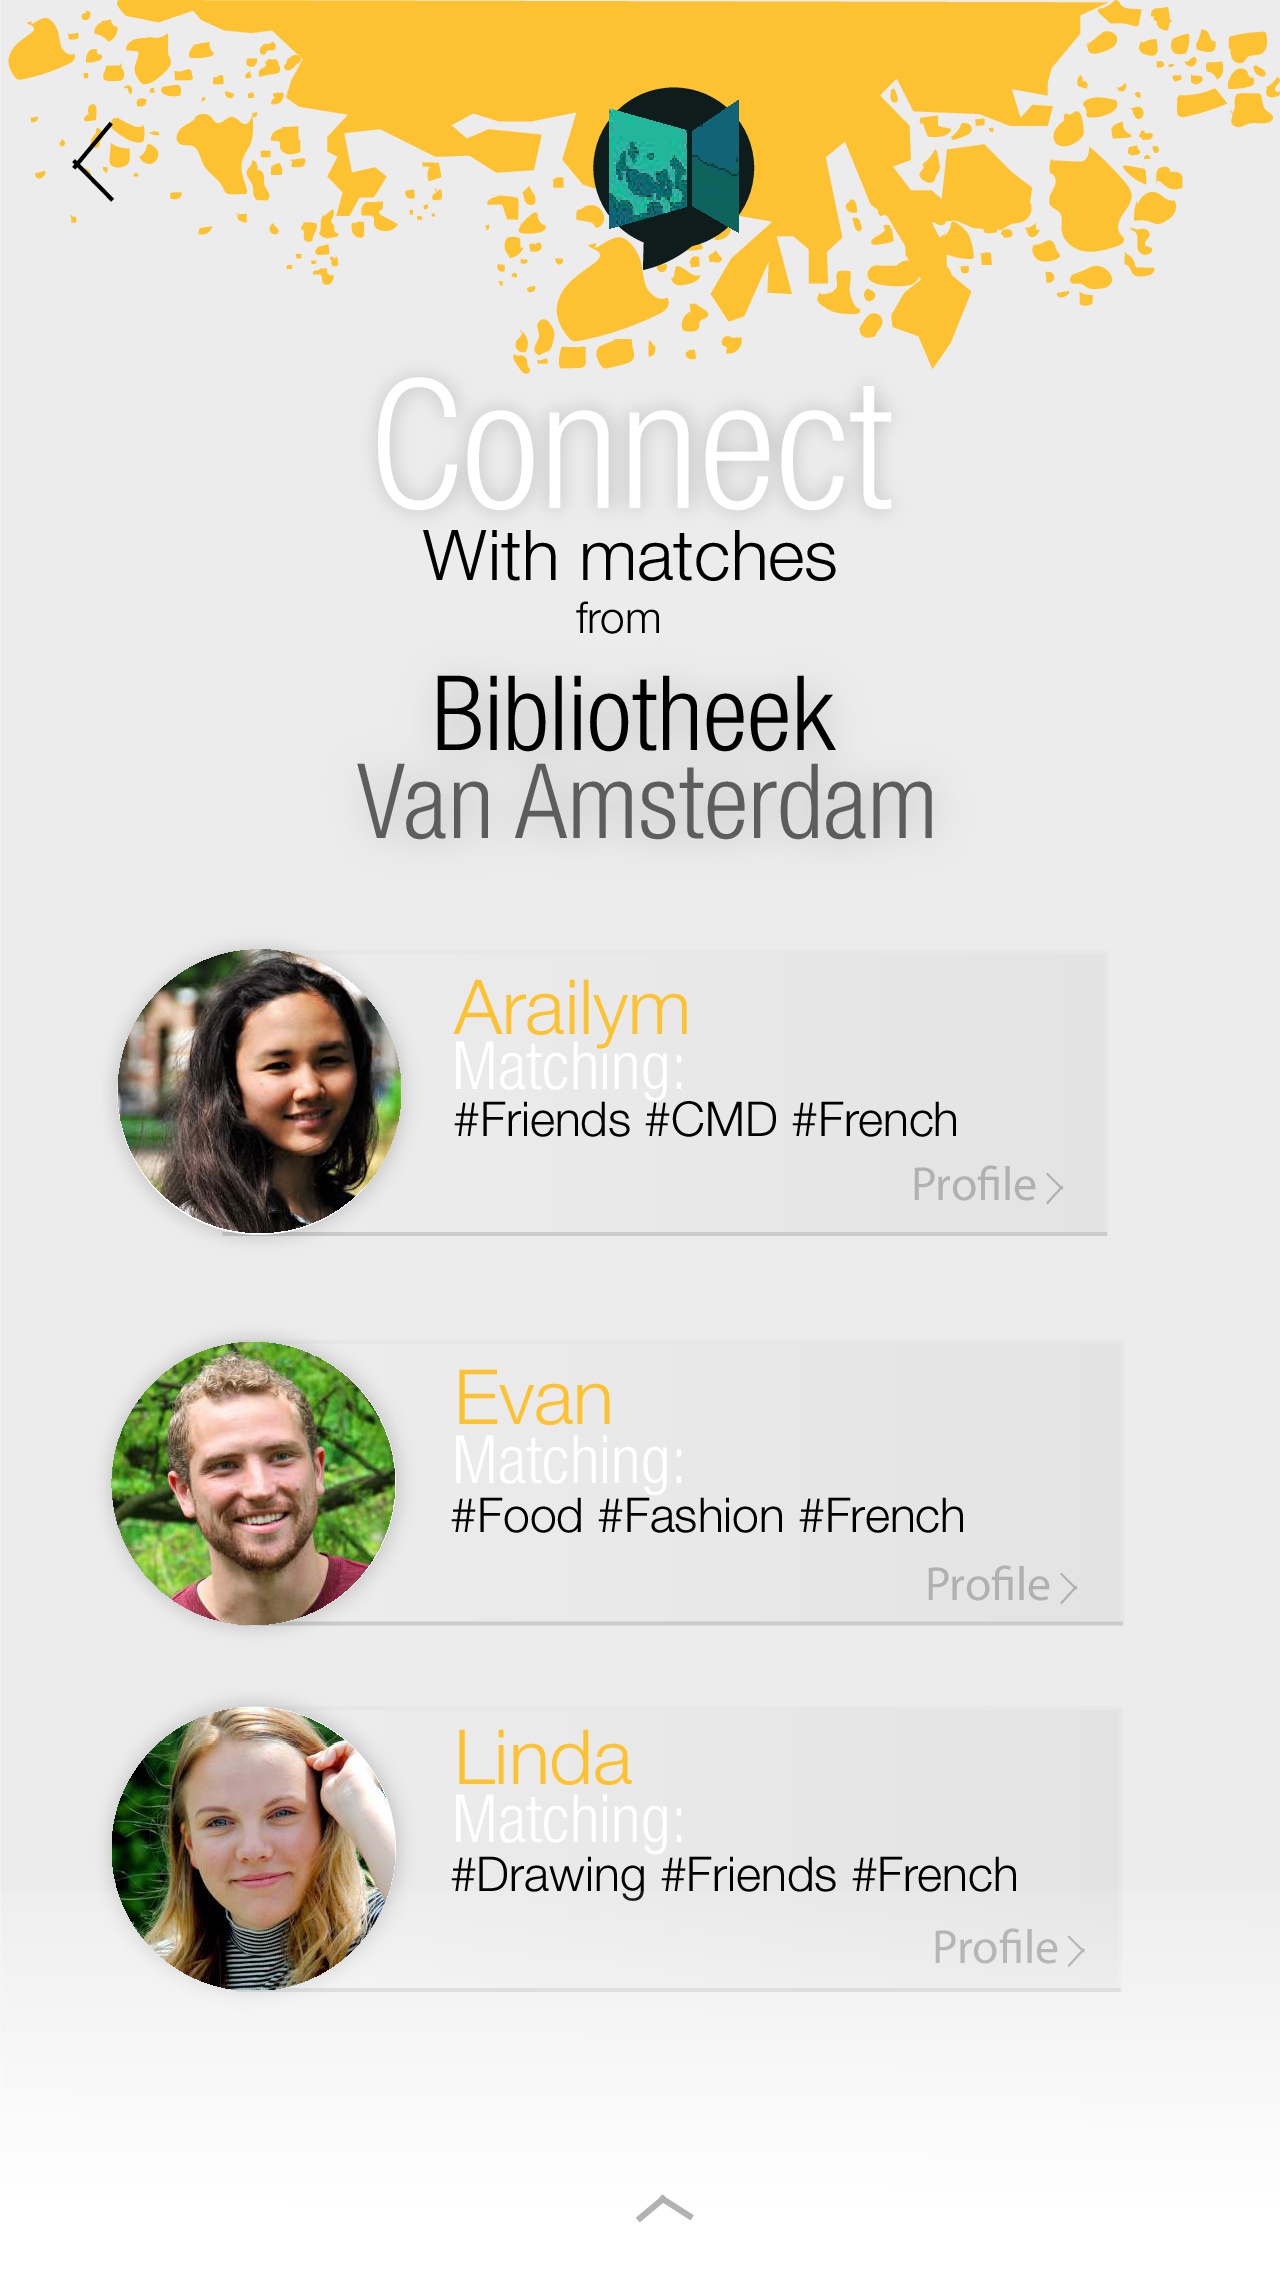 Connect
With matches
from
Bibliotheek
Van Amsterdam
Arailym
Matching:
#Friends #CMD #French
Profile
Evan
Matching:
#Food #Fashion #French
Profile
Linda
Matching:
#Drawing #Friends #French
Profile